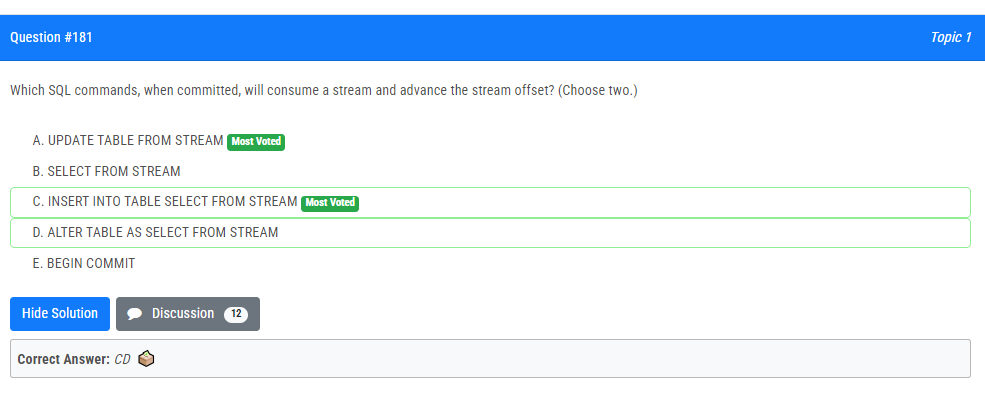 Question #181 Topic 1
Which SQL commands, when committed, will consume a stream and advance the stream offset? (Choose two.)
A. UPDATE TABLE FROM STREAM Most Voted
B. SELECT FROM STREAM
C. INSERT INTO TABLE SELECT FROM STREAM Most Voted
D. ALTER TABLE AS SELECT FROM STREAM
E. BEGIN COMMIT
Hide Solution Discussion 12
Correct Answer: CD